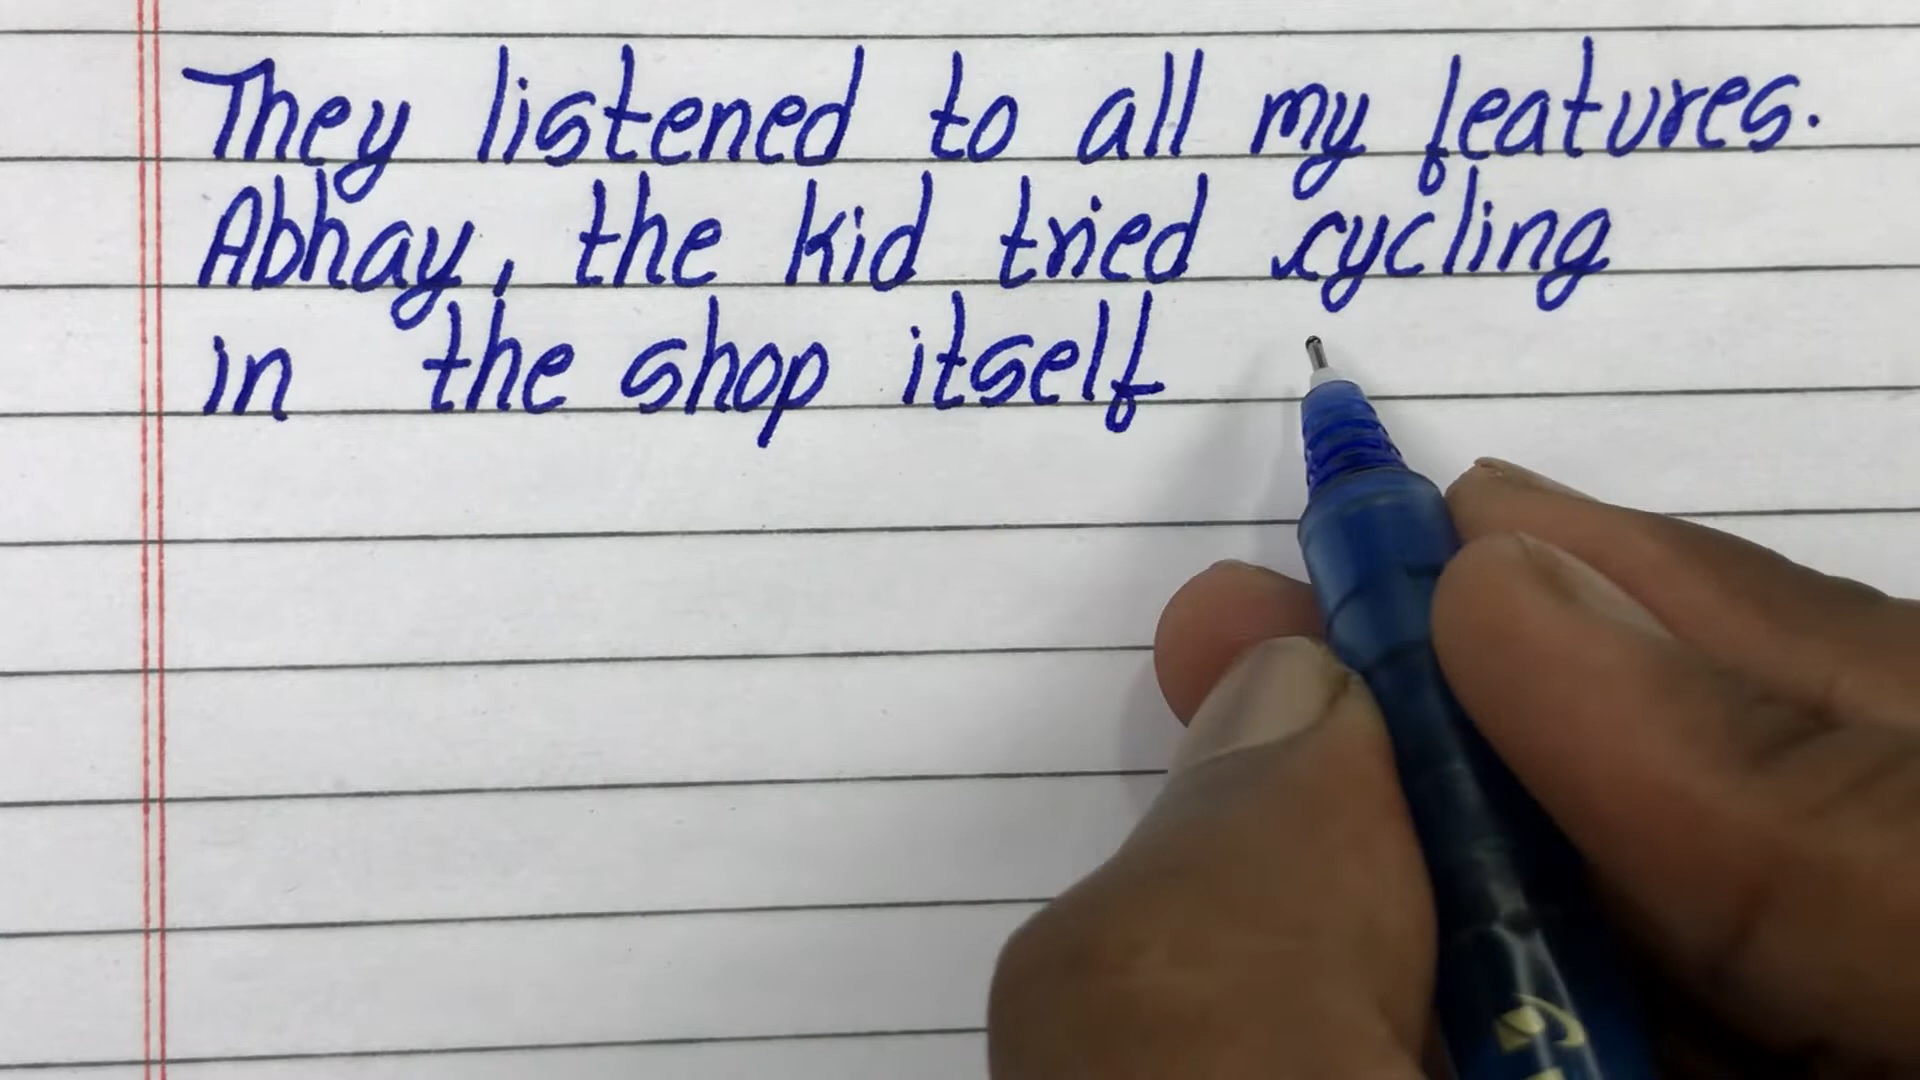 They listened to all my features.
Abhay, the kid tried cycling
in the shop itself